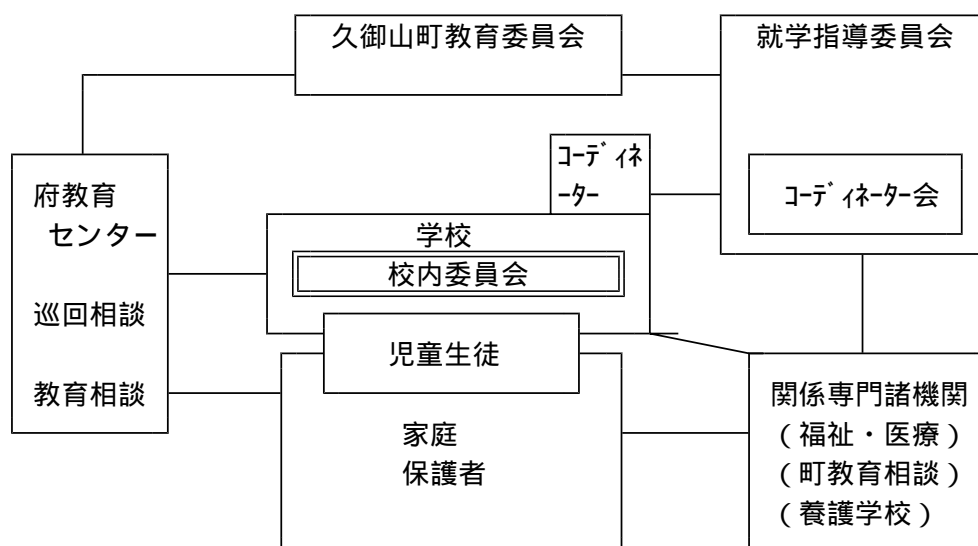 久御山町教育委員会
就学指導委員会
ｺｰﾃﾞｨﾈ
ｰﾀｰ
ｺｰﾃﾞｨﾈｰﾀｰ会
府教育
センター
巡回相談
教育相談
学校
校内委員会
児童生徒
家庭
保護者
関係専門諸機関
（福祉・医療）
（町教育相談）
（養護学校）